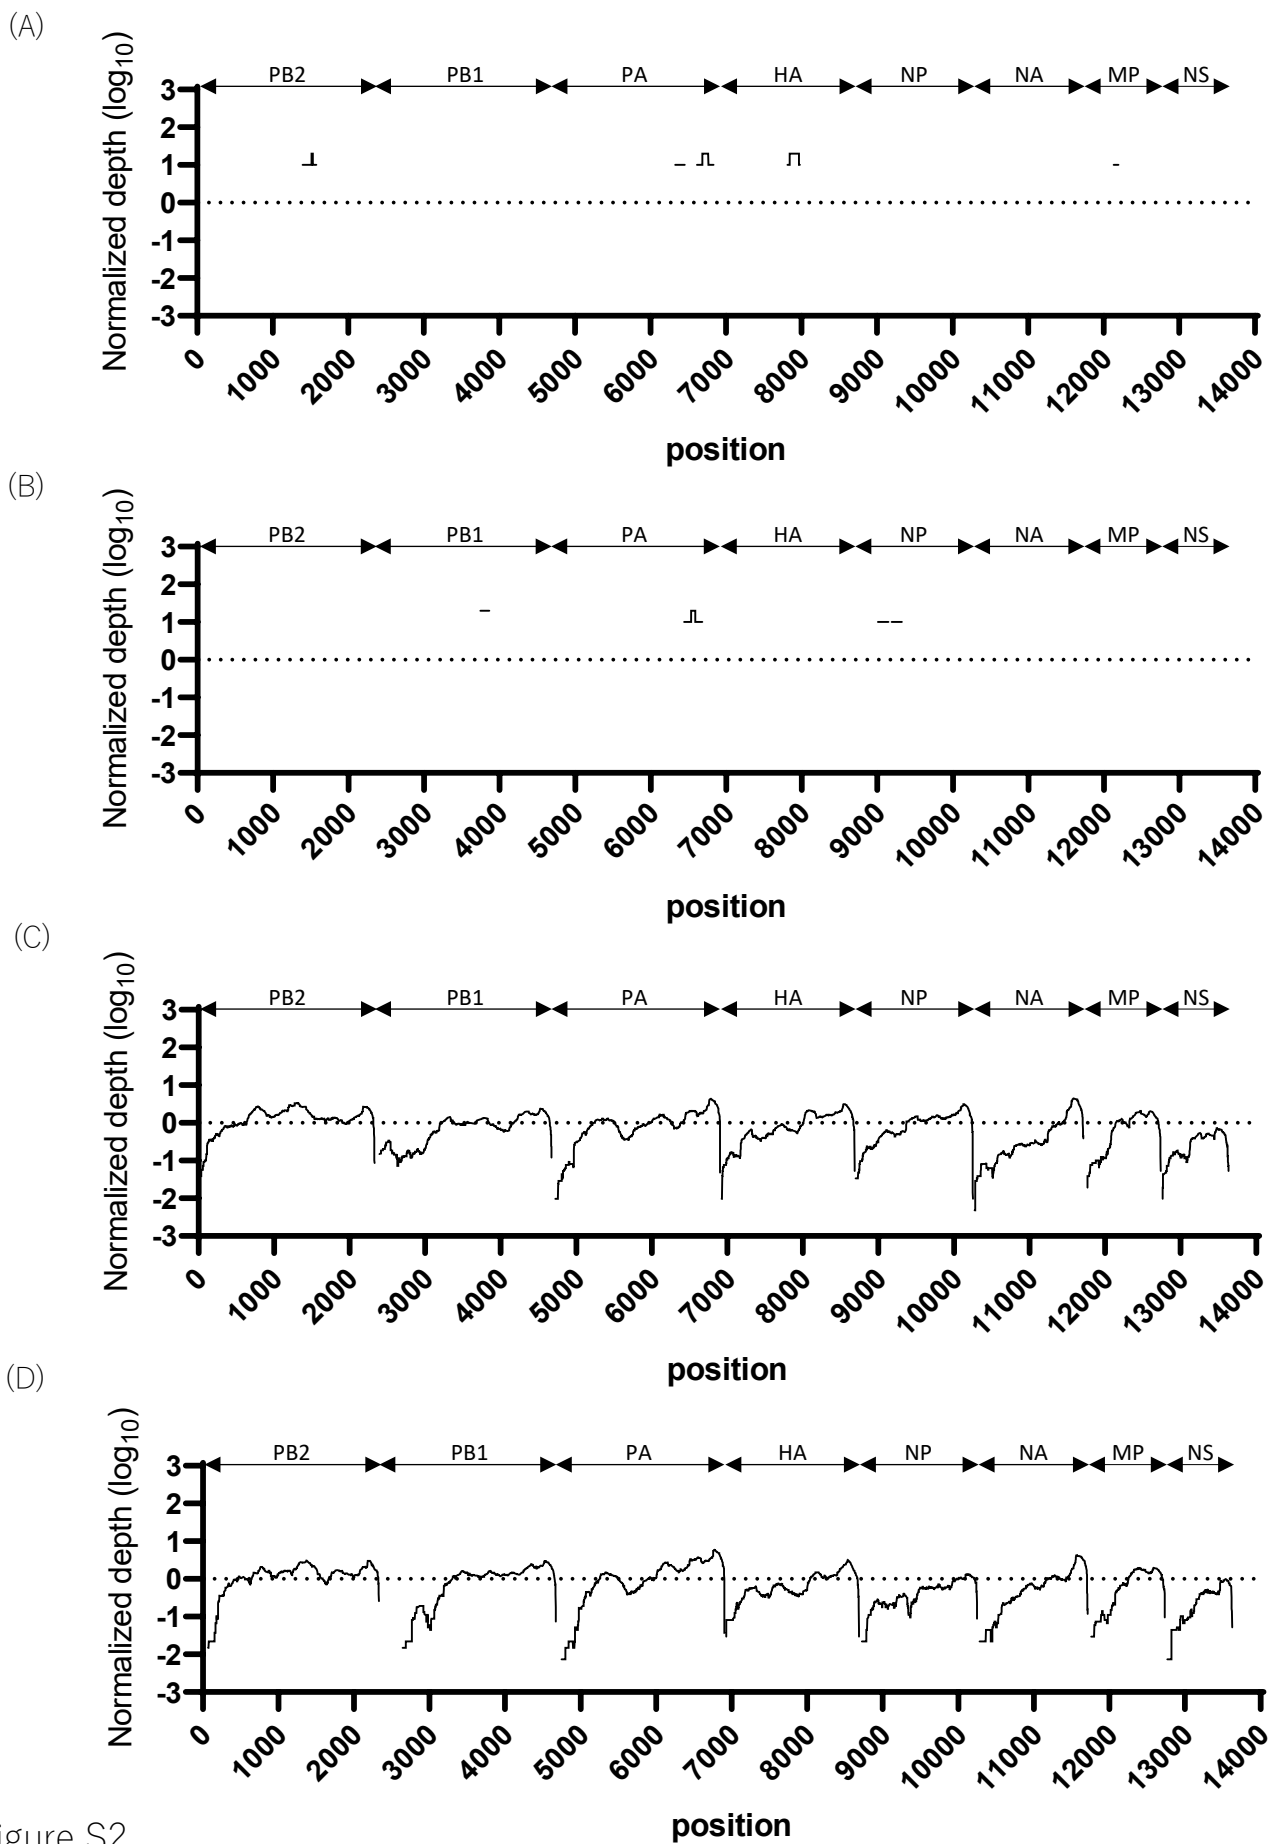 (A)
Normalized depth (log10)
PB2 PB1 PA HA NP NA MP NS
3
2
1
0
-1
-2
-3
0 1000 2000 3000 4000 5000 6000 7000 8000 9000 10000 11000 12000 13000 14000
position
(B)
Normalized depth (log10)
PB2 PB1 PA HA NP NA MP NS
3
2
1
0
-1
-2
-3
0 1000 2000 3000 4000 5000 6000 7000 8000 9000 10000 11000 12000 13000 14000
position
(C)
Normalized depth (log10)
PB2 PB1 PA HA NP NA MP NS
3
2
1
0
-1
-2
-3
0 1000 2000 3000 4000 5000 6000 7000 8000 9000 10000 11000 12000 13000 14000
position
(D)
Normalized depth (log10)
PB2 PB1 PA HA NP NA MP NS
3
2
1
0
-1
-2
-3
0 1000 2000 3000 4000 5000 6000 7000 8000 9000 10000 11000 12000 13000 14000
position
igure S2